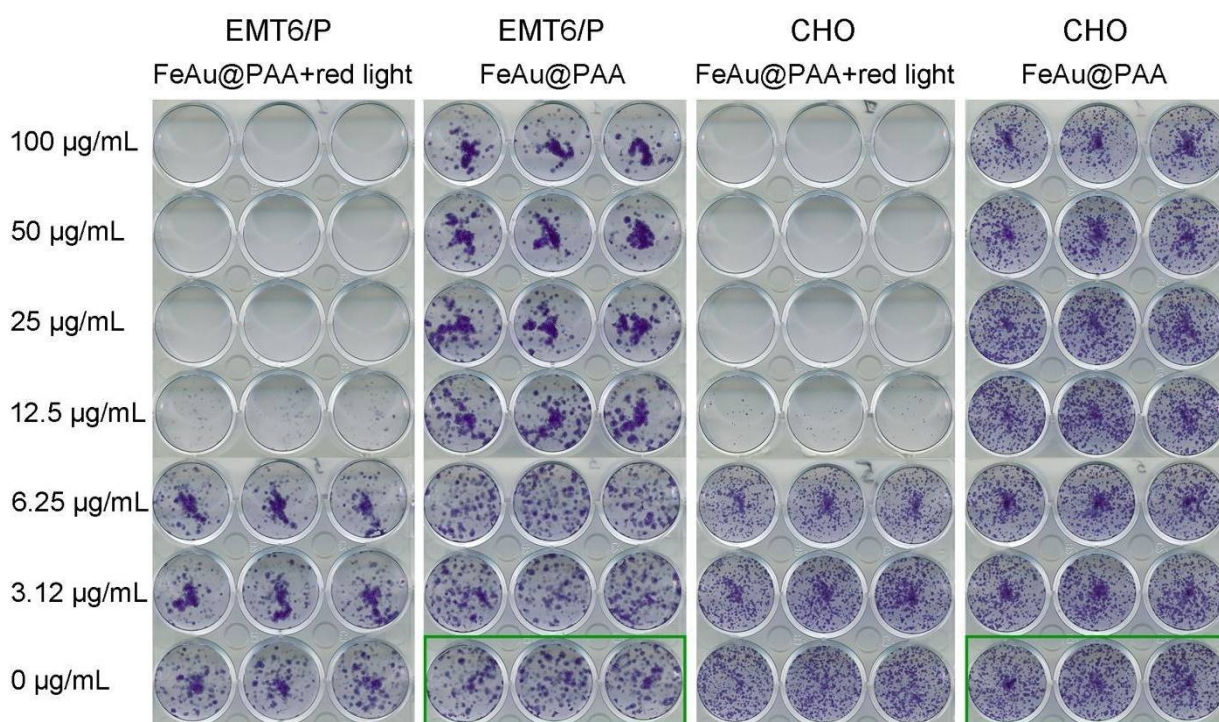 EMT6/P EMT6/P CHO CHO
FeAu@PAA+red light FeAu@PAA FeAu@PAA+red light FeAu@PAA
100 µg/mL
50 µg/mL
25 µg/mL
12.5 µg/mL
6.25 µg/mL
3.12 µg/mL
0 µg/mL